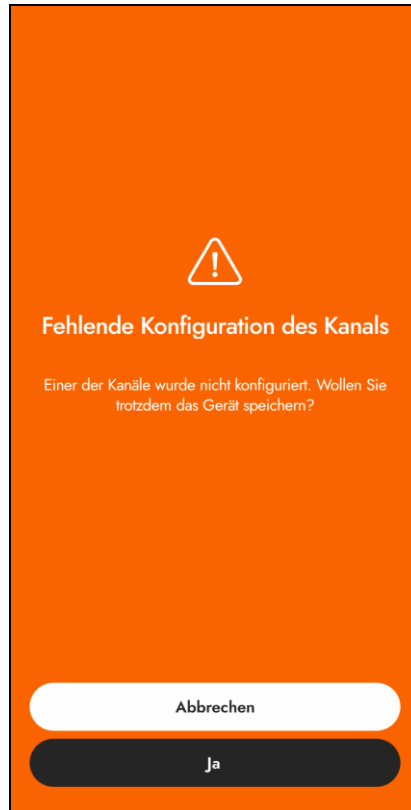 Fehlende Konfiguration des Kanals
Einer der Kanäle wurde nicht konfiguriert. Wollen Sie
trotzdem das Gerät speichern?
Abbrechen
Ja